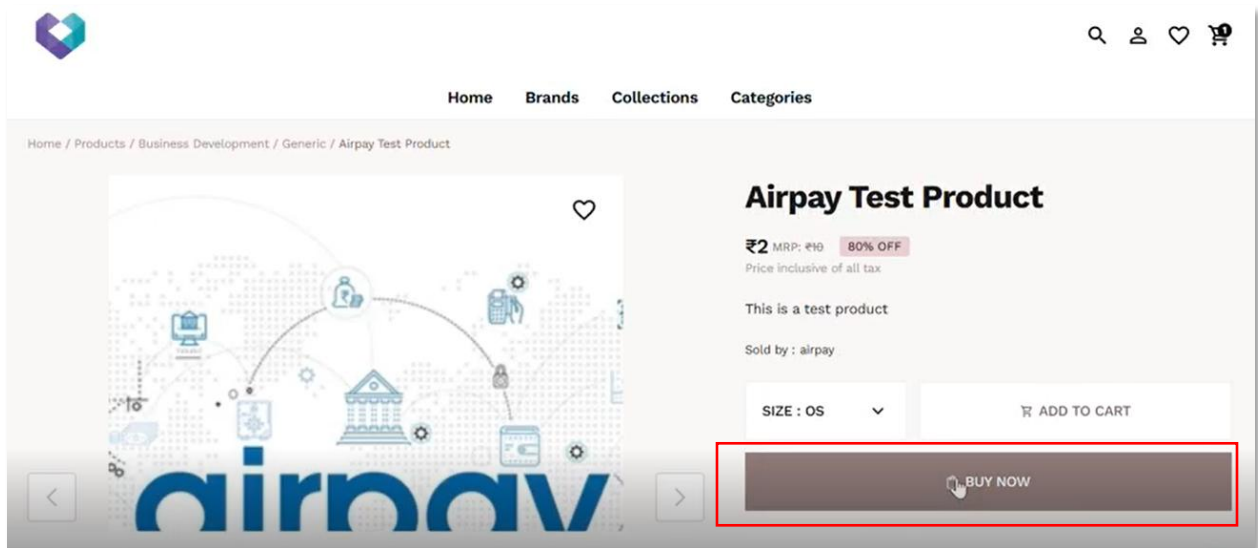 1
Home Brands Collections Categories
Home / Products / Business Development / Generic / Airpay Test Product
Airpay Test Product
₹2 MRP: ₹10 80% OFF
Price inclusive of all tax
This is a test product
Sold by : airpay
SIZE : OS
ADD TO CART
BUY NOW
airpay